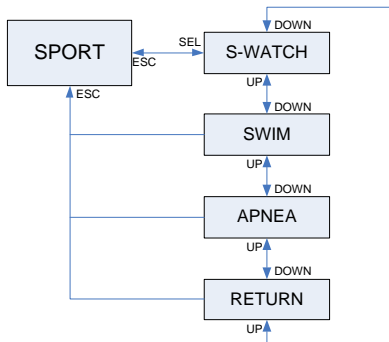 DOWN
SPORT
SEL
ESC
S-WATCH
ESC
UP
DOWN
SWIM
UP
DOWN
APNEA
UP
DOWN
RETURN
UP